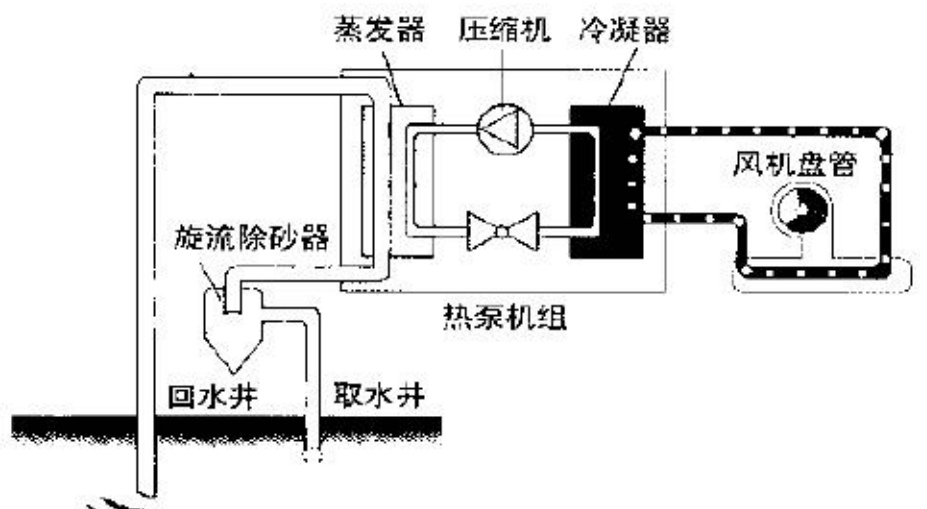 蒸发器 压缩机 冷凝器
风机盘管
旋流除砂器
热泵机组
回水井 取水井